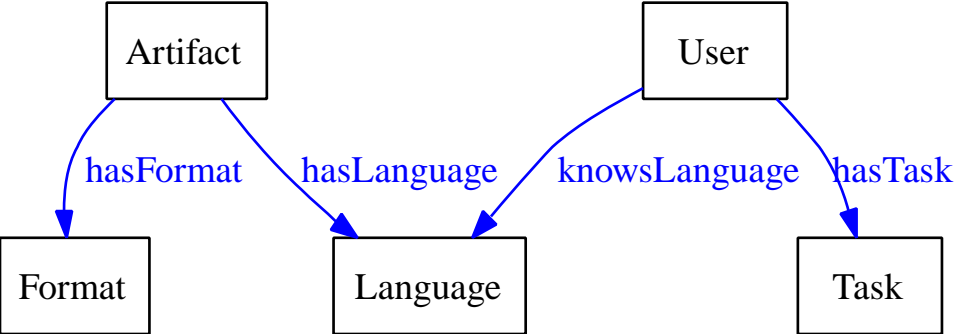 Artifact
User
hasFormat
hasLanguage
knowsLanguage
hasTask
Format
Language
Task